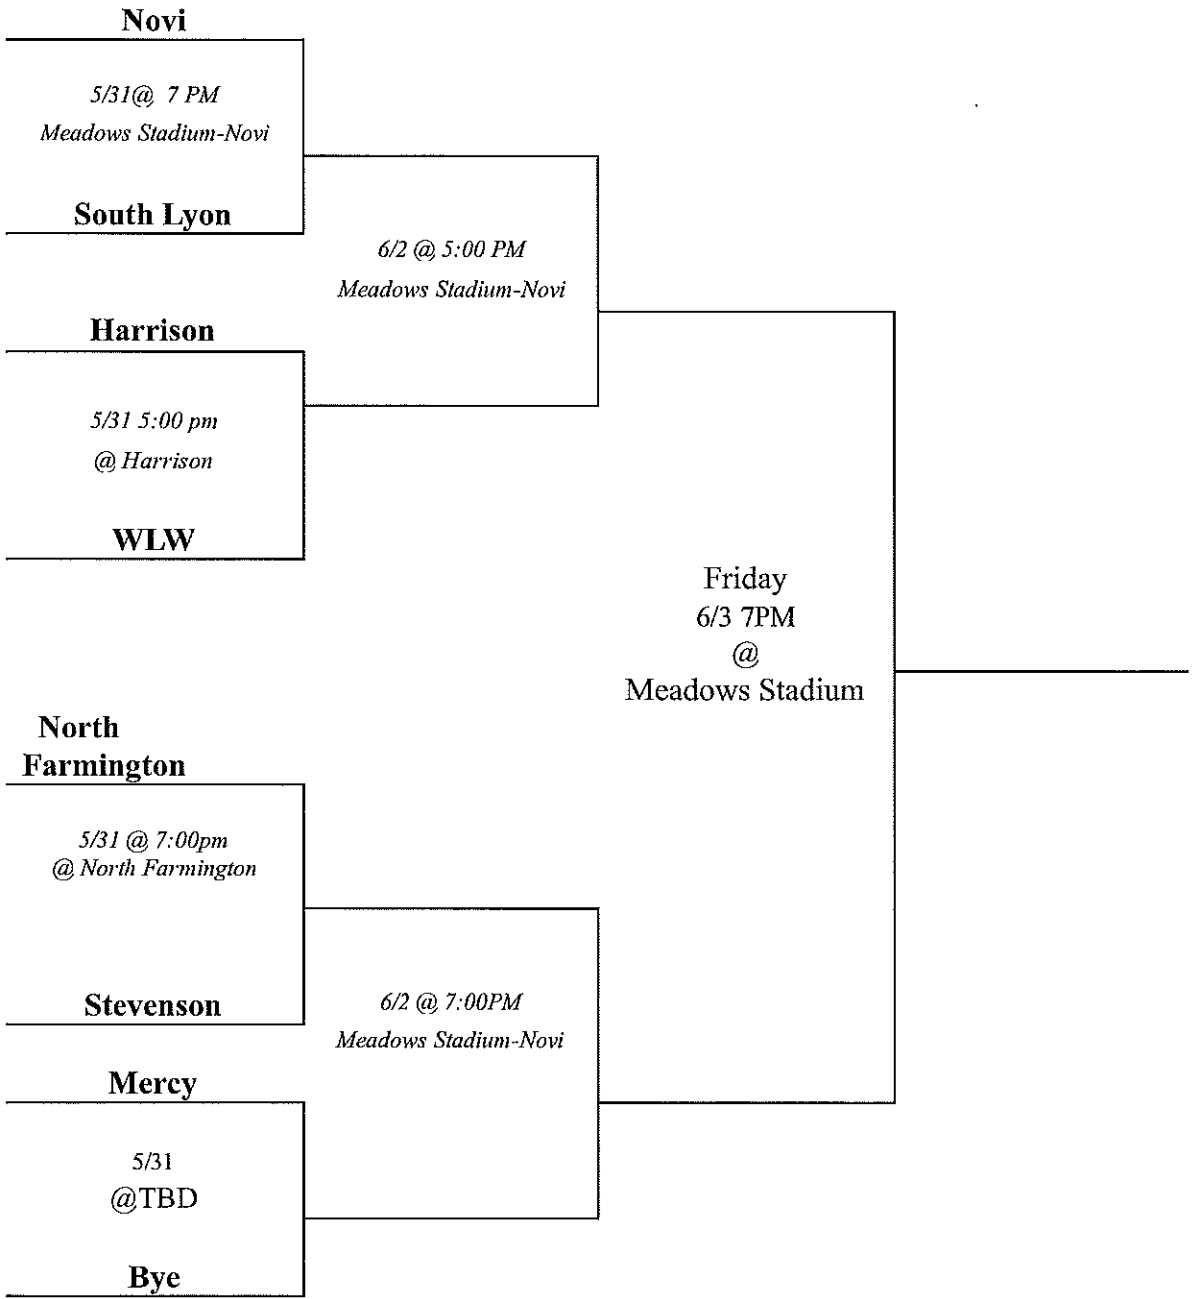 Novi
5/31@ 7 PM
Meadows Stadium-Novi
South Lyon
6/2 @ 5:00 PM
Meadows Stadium-Novi
Harrison
5/31 5:00 pm
@ Harrison
WLW
Friday
6/3 7PM
@
Meadows Stadium
North
Farmington
5/31 @ 7:00pm
@ North Farmington
Stevenson
6/2 @ 7:00PM
Meadows Stadium-Novi
Mercy
5/31
@TBD
Bye